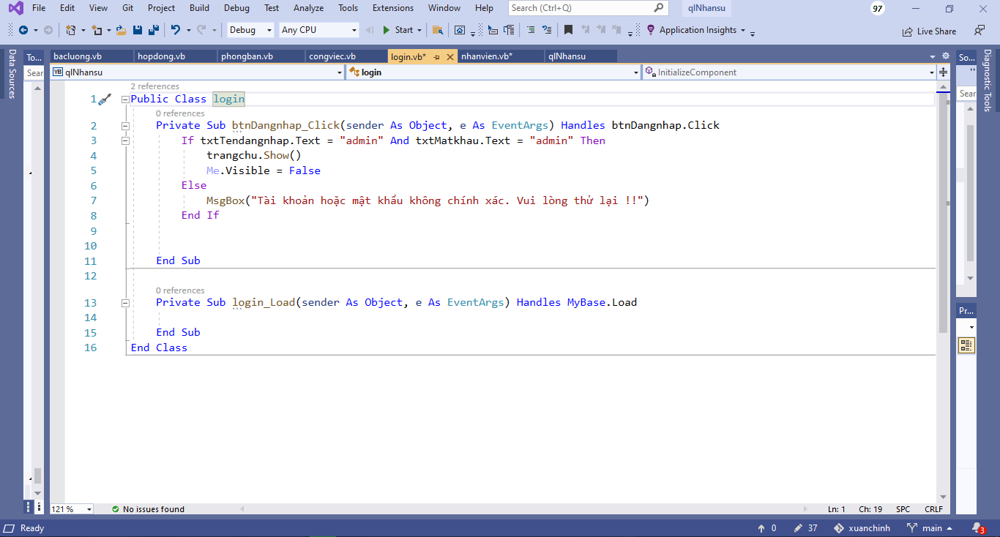 File Edit View Git Project Build Debug Test Analyze Tools Extensions Window Help Search (Ctrl+Q) qlNhansu 97
Debug Any CPU Start Application Insights Live Share
Data Sources
To...
Sear
bacluong.vb hopdong.vb phongban.vb congviec.vb login.vb* nhanvien.vb* qlNhansu
VB qlNhansu login InitializeComponent
2 references
1 Public Class login
0 references
2 Private Sub btnDangnhap_Click(sender As Object, e As EventArgs) Handles btnDangnhap.Click
3 If txtTendangnhap.Text = "admin" And txtMatkhau.Text = "admin" Then
4 trangchu.Show()
5 Me.Visible = False
6 Else
7 MsgBox("Tài khoản hoặc mật khẩu không chính xác. Vui lòng thử lại !!")
8 End If
9
10
11 End Sub
12
0 references
13 Private Sub login_Load(sender As Object, e As EventArgs) Handles MyBase.Load
14
15 End Sub
16 End Class
So...
Sear
Pr...
Diagnostic Tools
121 % No issues found Ln: 1 Ch: 19 SPC CRLF
Ready 0 37 xuanchinh main 3